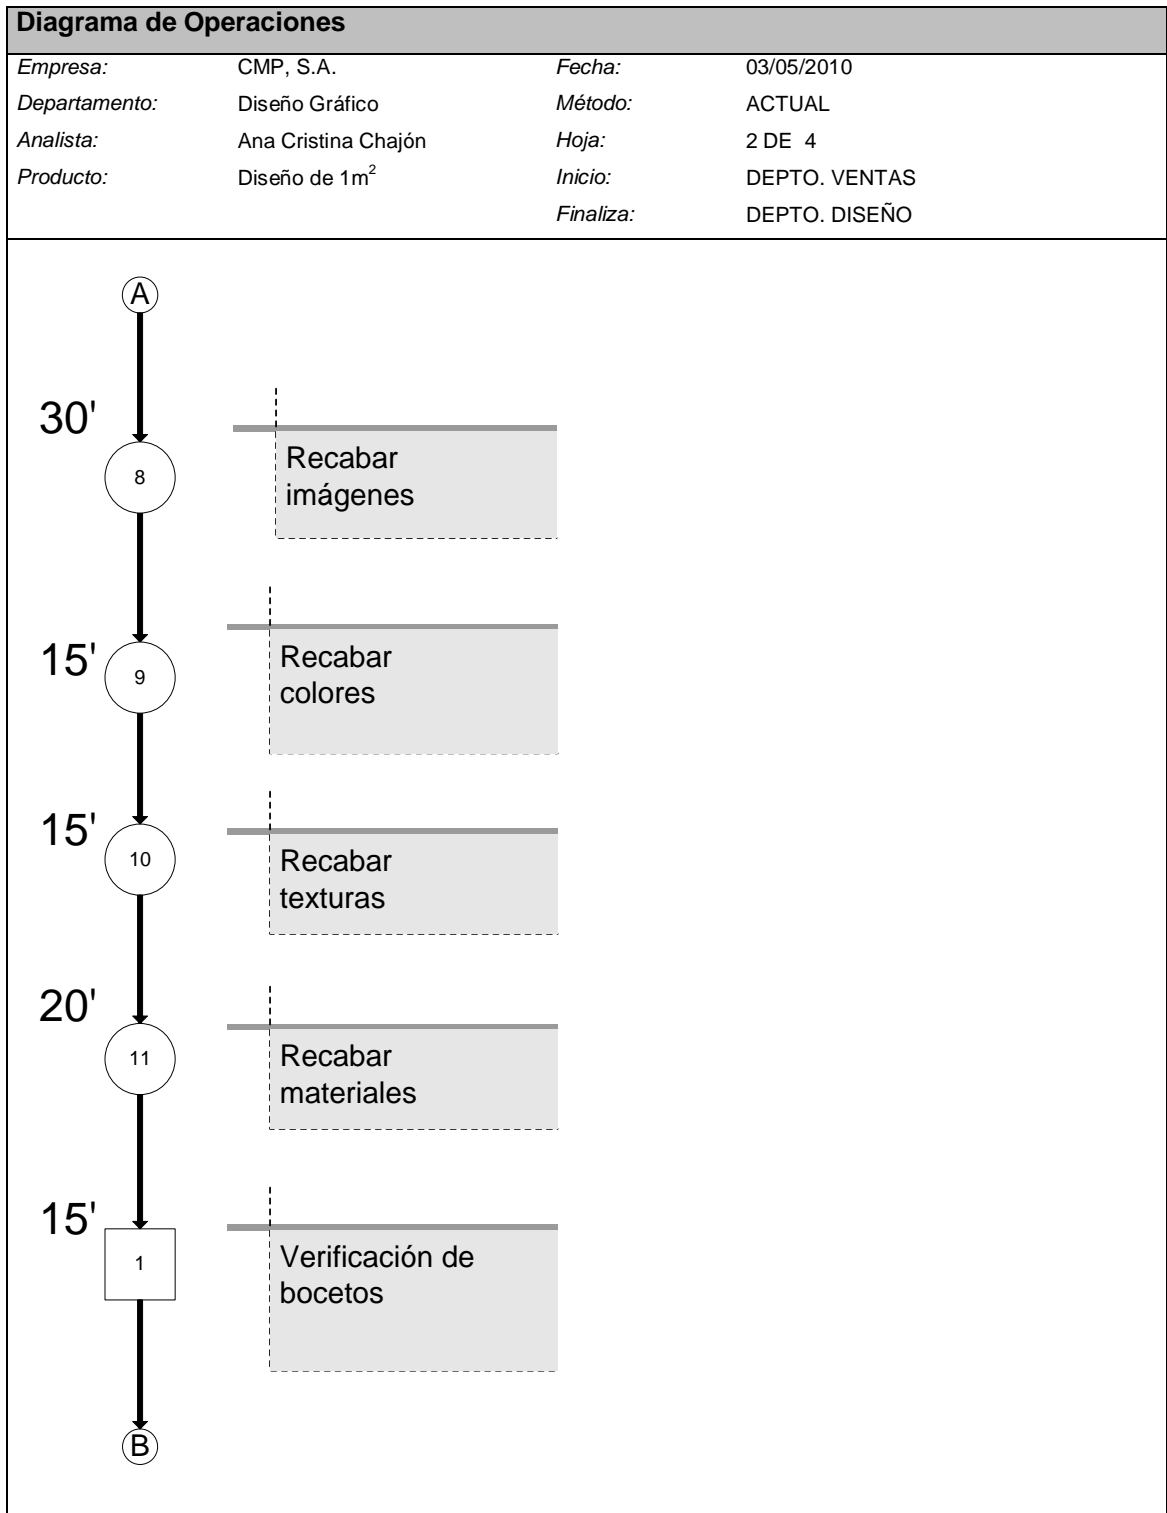 Diagrama de Operaciones
Empresa: CMP, S.A. Fecha: 03/05/2010
Departamento: Diseño Gráfico Método: ACTUAL
Analista: Ana Cristina Chajón Hoja: 2 DE 4
Producto: Diseño de 1m² Inicio: DEPTO. VENTAS
Finaliza: DEPTO. DISEÑO
A
30'
8
Recabar
imágenes
15'
9
Recabar
colores
15'
10
Recabar
texturas
20'
11
Recabar
materiales
15'
1
Verificación de
bocetos
B